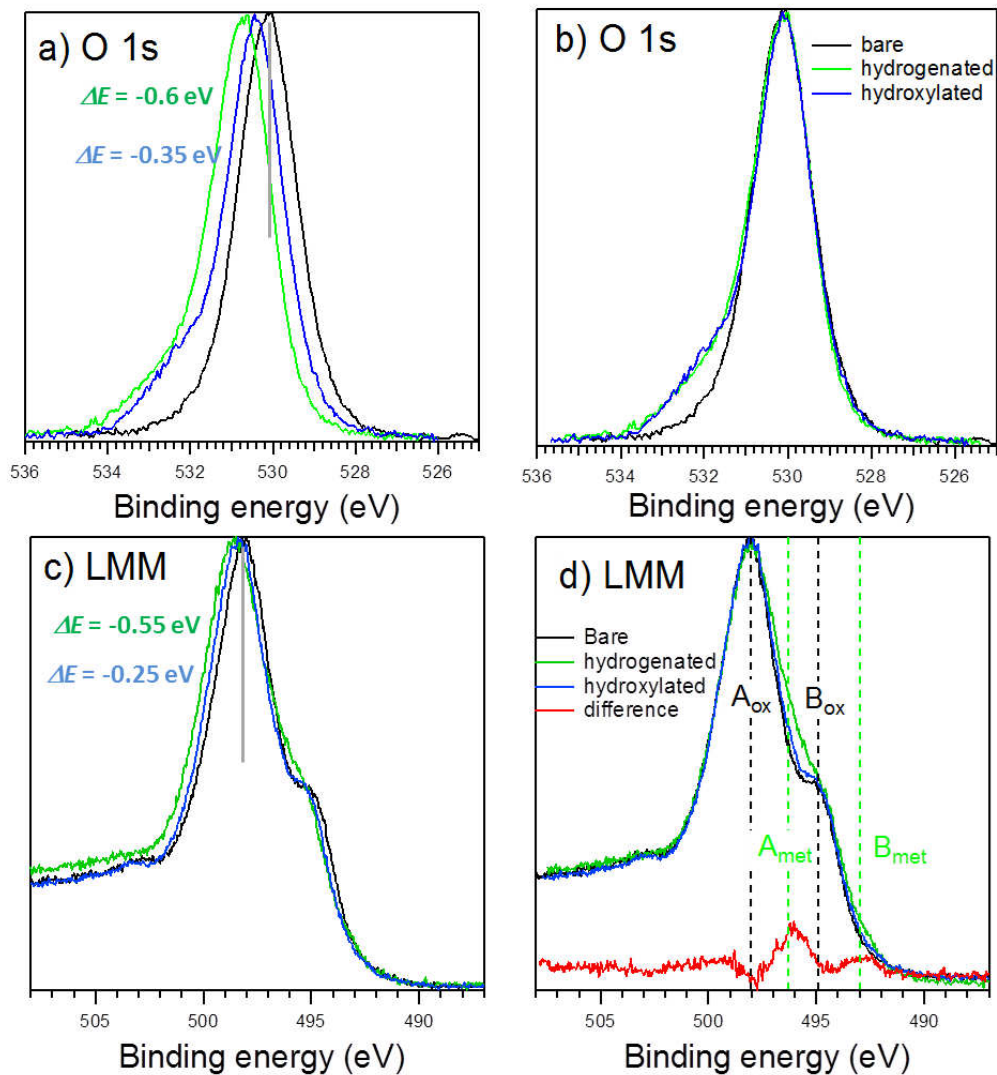 a) O 1s
ΔE = -0.6 eV
ΔE = -0.35 eV
536 534 532 530 528 526
Binding energy (eV)
b) O 1s
bare
hydrogenated
hydroxylated
536 534 532 530 528 526
Binding energy (eV)
c) LMM
ΔE = -0.55 eV
ΔE = -0.25 eV
505 500 495 490
Binding energy (eV)
d) LMM
Bare
hydrogenated
hydroxylated
difference
Aox Box
Amet Bmet
505 500 495 490
Binding energy (eV)